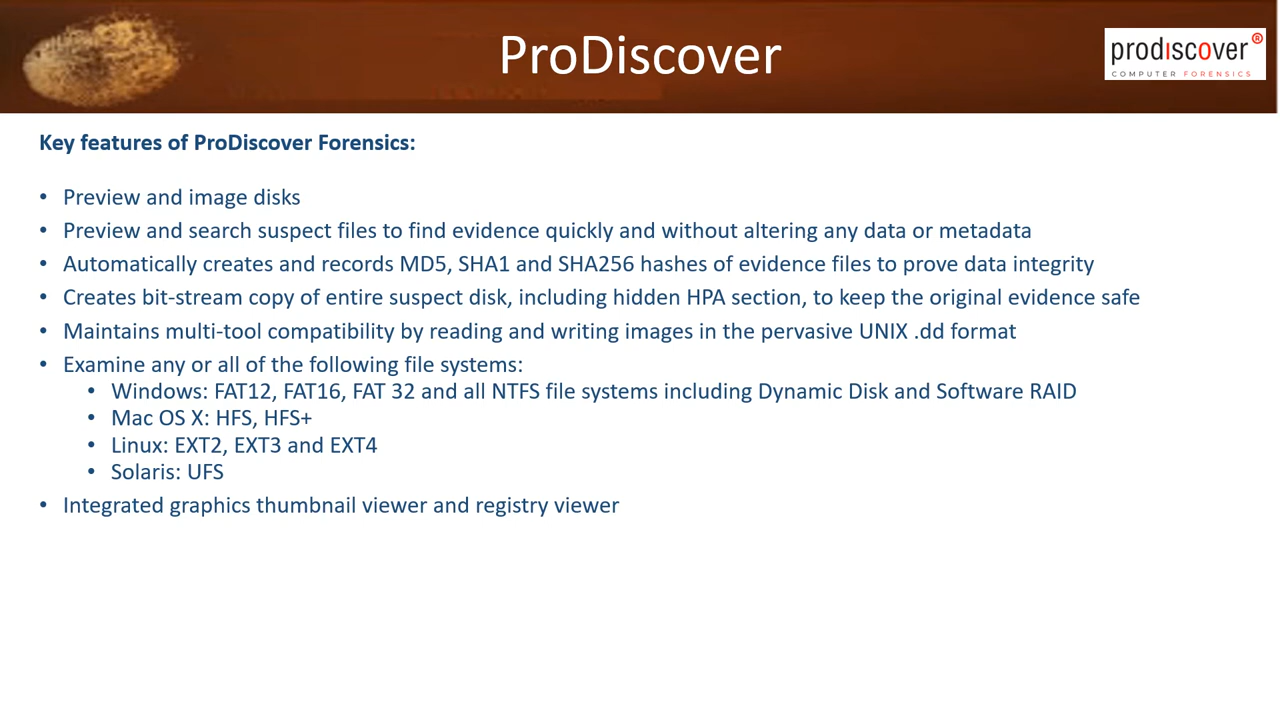 ProDiscover
prodiscover®
COMPUTER FORENSICS
Key features of ProDiscover Forensics:
• Preview and image disks
• Preview and search suspect files to find evidence quickly and without altering any data or metadata
• Automatically creates and records MD5, SHA1 and SHA256 hashes of evidence files to prove data integrity
• Creates bit-stream copy of entire suspect disk, including hidden HPA section, to keep the original evidence safe
• Maintains multi-tool compatibility by reading and writing images in the pervasive UNIX .dd format
• Examine any or all of the following file systems:
• Windows: FAT12, FAT16, FAT 32 and all NTFS file systems including Dynamic Disk and Software RAID
• Mac OS X: HFS, HFS+
• Linux: EXT2, EXT3 and EXT4
• Solaris: UFS
• Integrated graphics thumbnail viewer and registry viewer